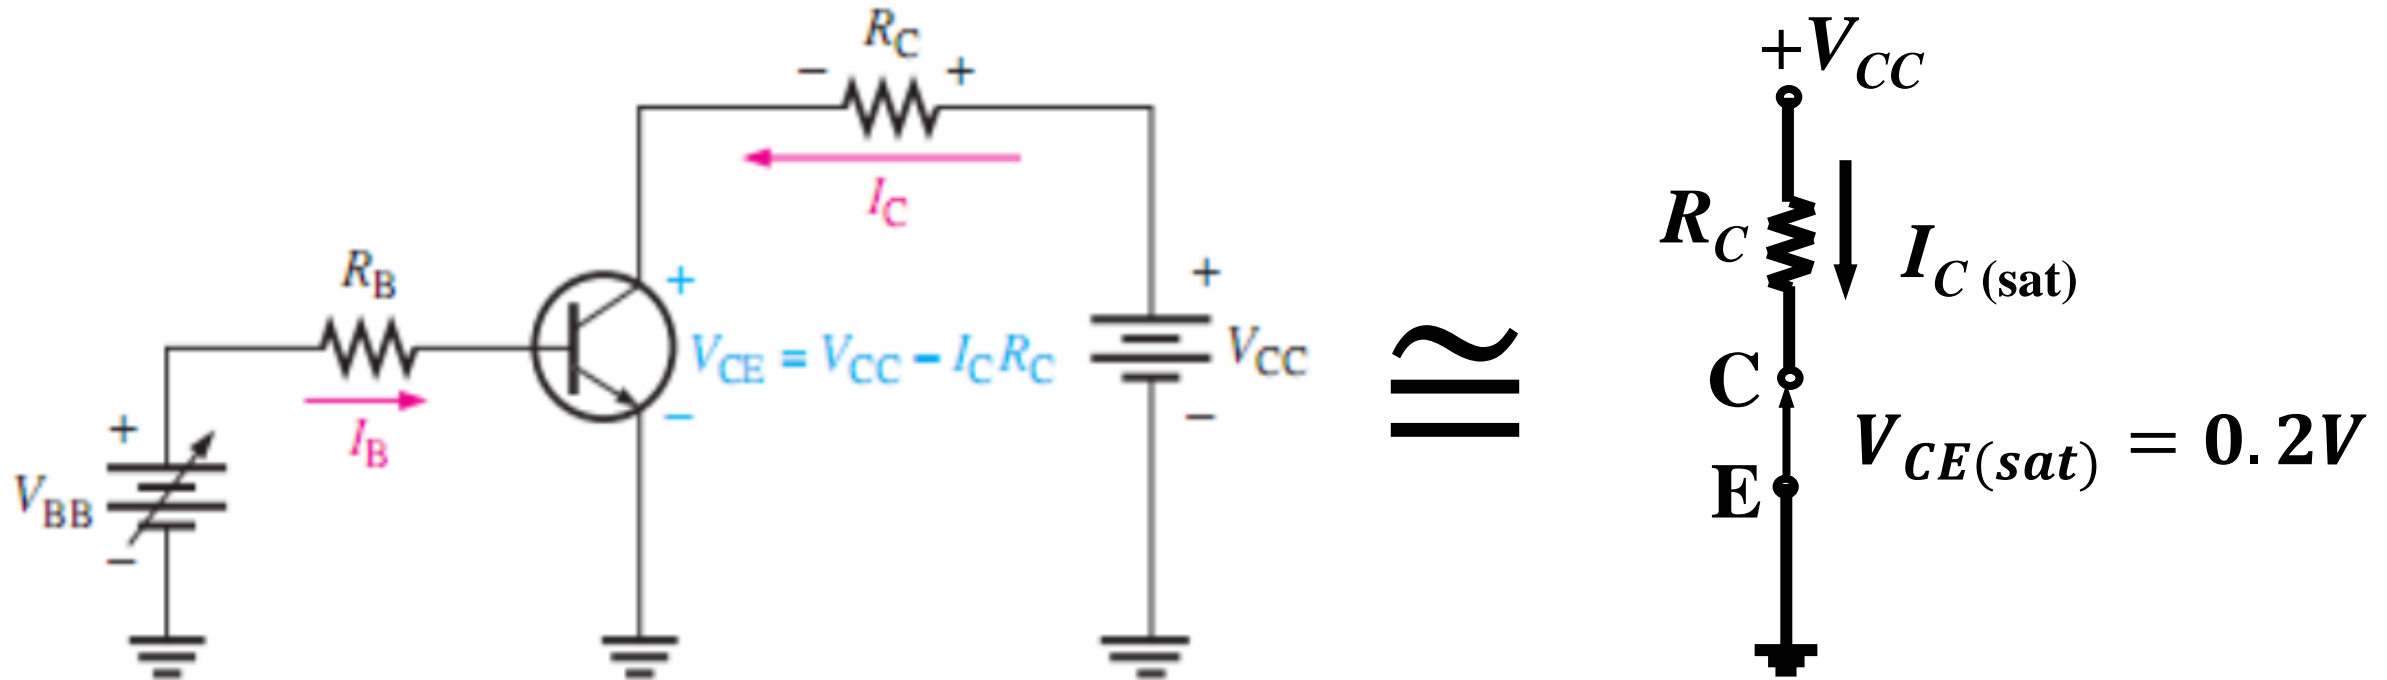 R_C
− +
I_C
R_B
I_B
+
V_BB
−
+
V_CE = V_CC − I_C R_C
−
+
V_CC
−
≅
+V_CC
R_C
I_C (sat)
C
V_CE(sat) = 0.2V
E